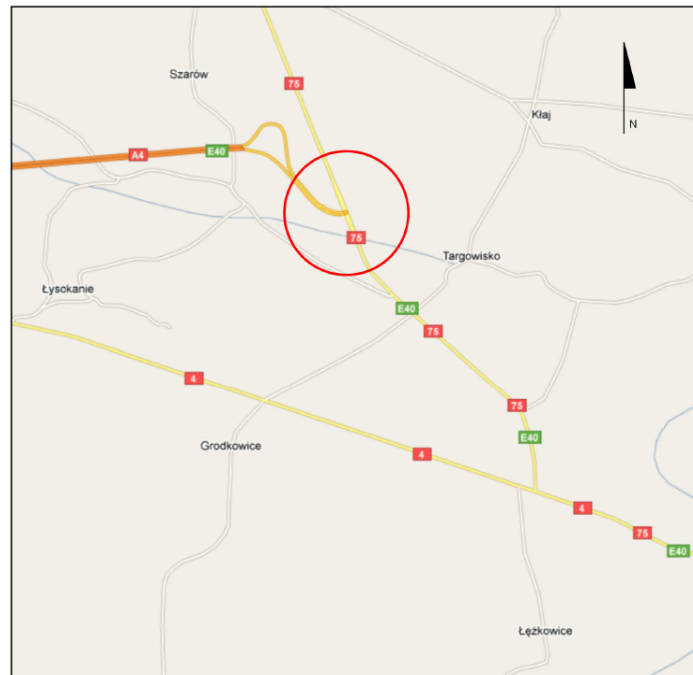 Szarów
75
Kłaj
N
A4
E40
75
Targowisko
Łysokanie
E40
75
4
75
E40
Grodkowice
4
4
75
E40
Łężkowice